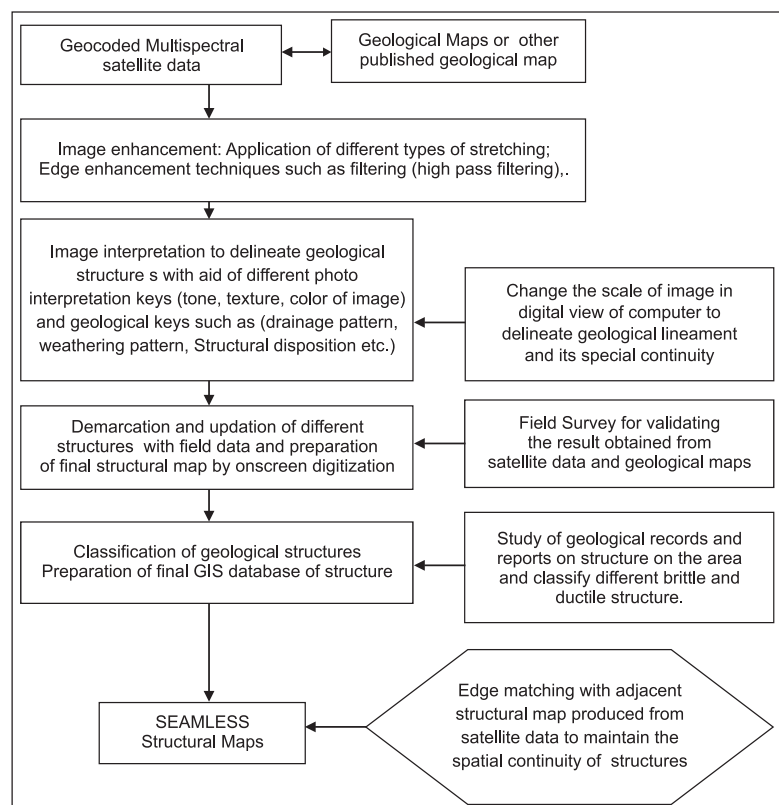 Geocoded Multispectral
satellite data
Geological Maps or other
published geological map
Image enhancement: Application of different types of stretching;
Edge enhancement techniques such as filtering (high pass filtering),.
Image interpretation to delineate geological
structure s with aid of different photo
interpretation keys (tone, texture, color of image)
and geological keys such as (drainage pattern,
weathering pattern, Structural disposition etc.)
Change the scale of image in
digital view of computer to
delineate geological lineament
and its special continuity
Demarcation and updation of different
structures with field data and preparation
of final structural map by onscreen digitization
Field Survey for validating
the result obtained from
satellite data and geological maps
Classification of geological structures
Preparation of final GIS database of structure
Study of geological records and
reports on structure on the area
and classify different brittle and
ductile structure.
SEAMLESS
Structural Maps
Edge matching with adjacent
structural map produced from
satellite data to maintain the
spatial continuity of structures